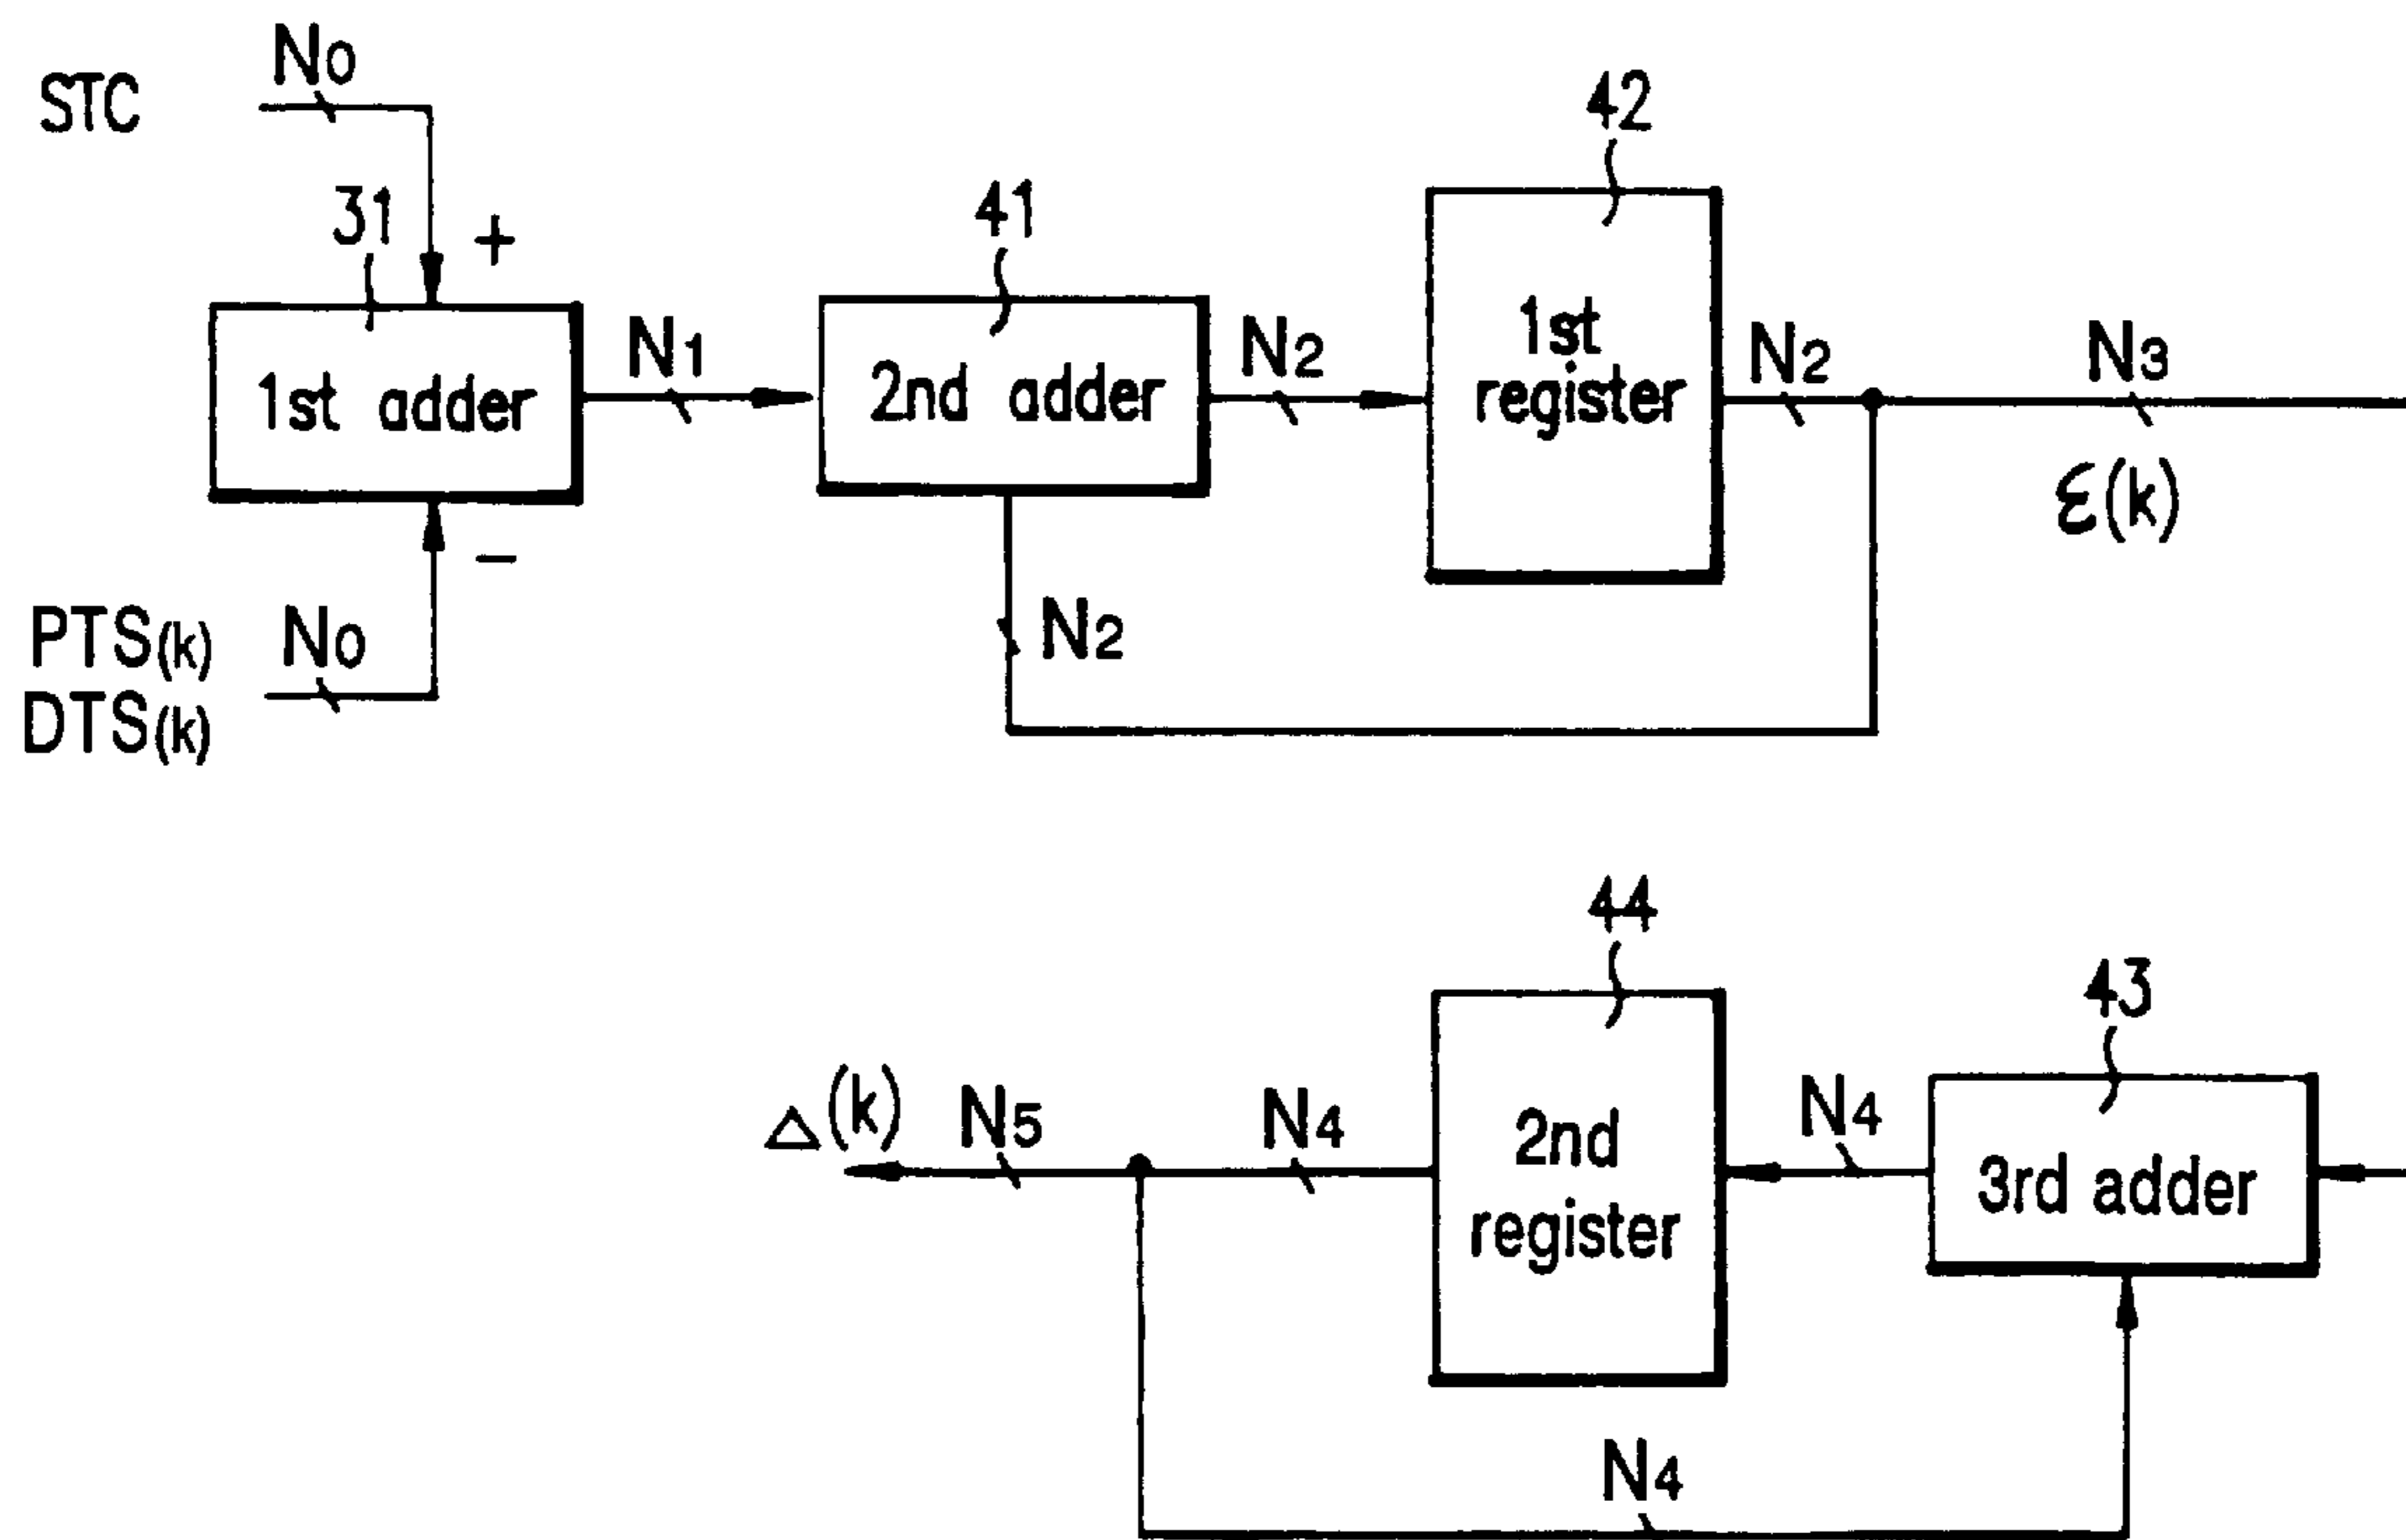 STC
N0
31
+
1st adder
−
PTS(k)
DTS(k)
N0
N1
41
2nd adder
N2
42
1st
register
N2
N3
ε(k)
N2
44
43
Δ(k)
N5
N4
2nd
register
N4
3rd adder
N4